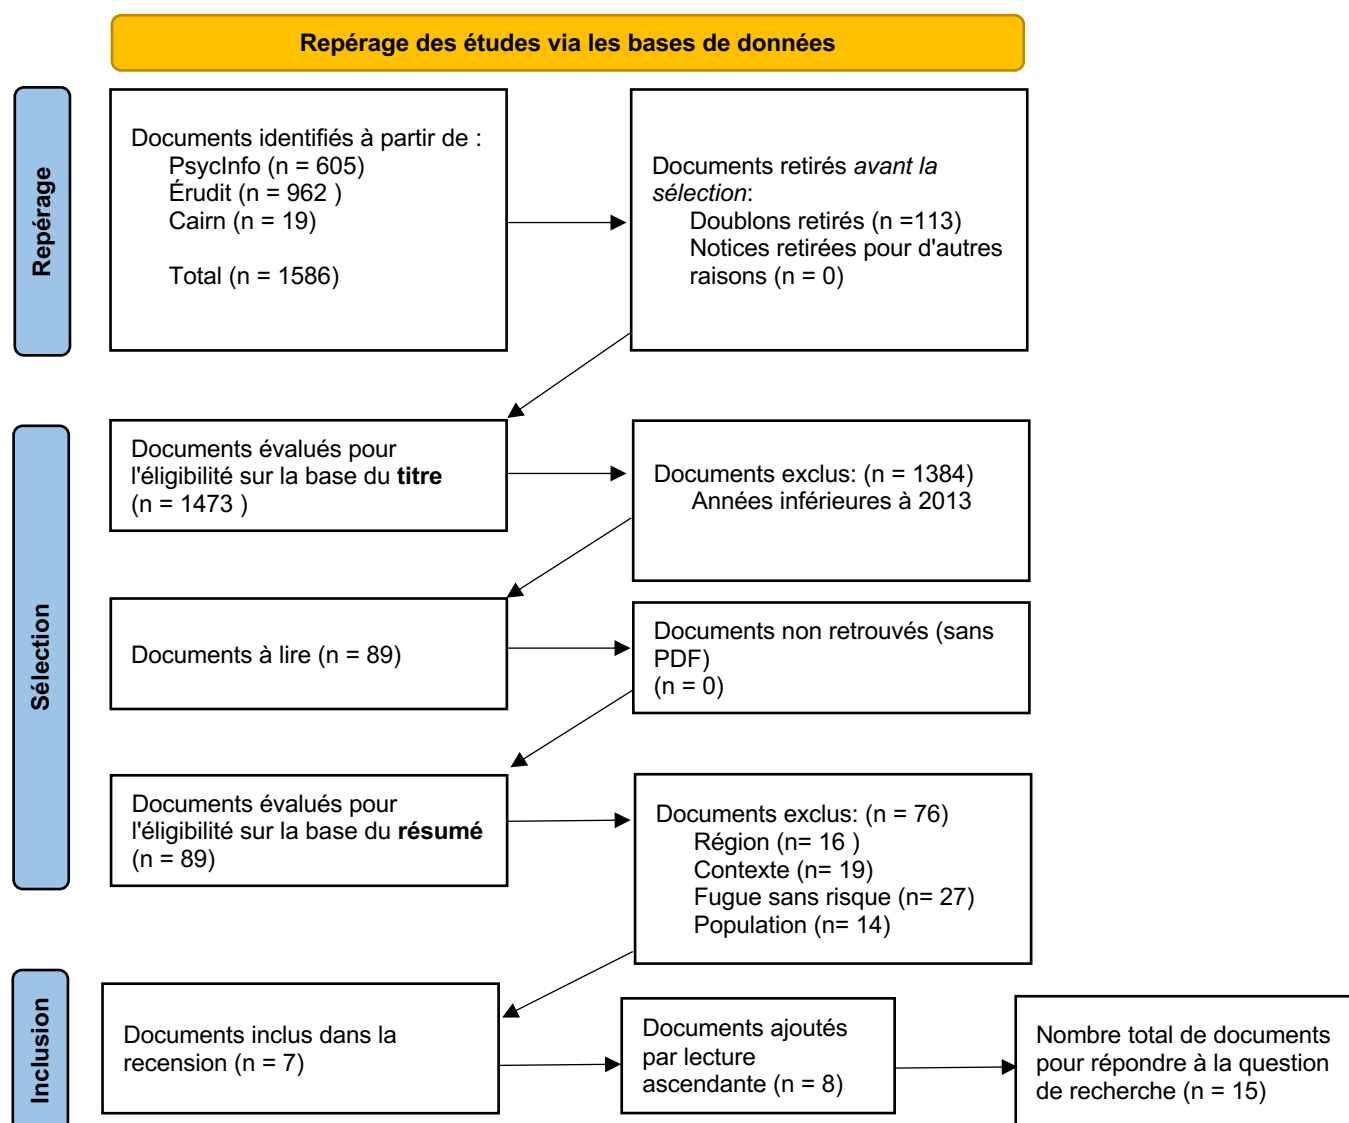 Repérage des études via les bases de données
Repérage
Documents identifiés à partir de :
PsycInfo (n = 605)
Érudit (n = 962 )
Cairn (n = 19)
Total (n = 1586)
Documents retirés avant la
sélection:
Doublons retirés (n =113)
Notices retirées pour d'autres
raisons (n = 0)
Sélection
Documents évalués pour
l'éligibilité sur la base du titre
(n = 1473 )
Documents exclus: (n = 1384)
Années inférieures à 2013
Documents à lire (n = 89)
Documents non retrouvés (sans
PDF)
(n = 0)
Documents évalués pour
l'éligibilité sur la base du résumé
(n = 89)
Documents exclus: (n = 76)
Région (n= 16 )
Contexte (n= 19)
Fugue sans risque (n= 27)
Population (n= 14)
Inclusion
Documents inclus dans la
recension (n = 7)
Documents ajoutés
par lecture
ascendante (n = 8)
Nombre total de documents
pour répondre à la question
de recherche (n = 15)